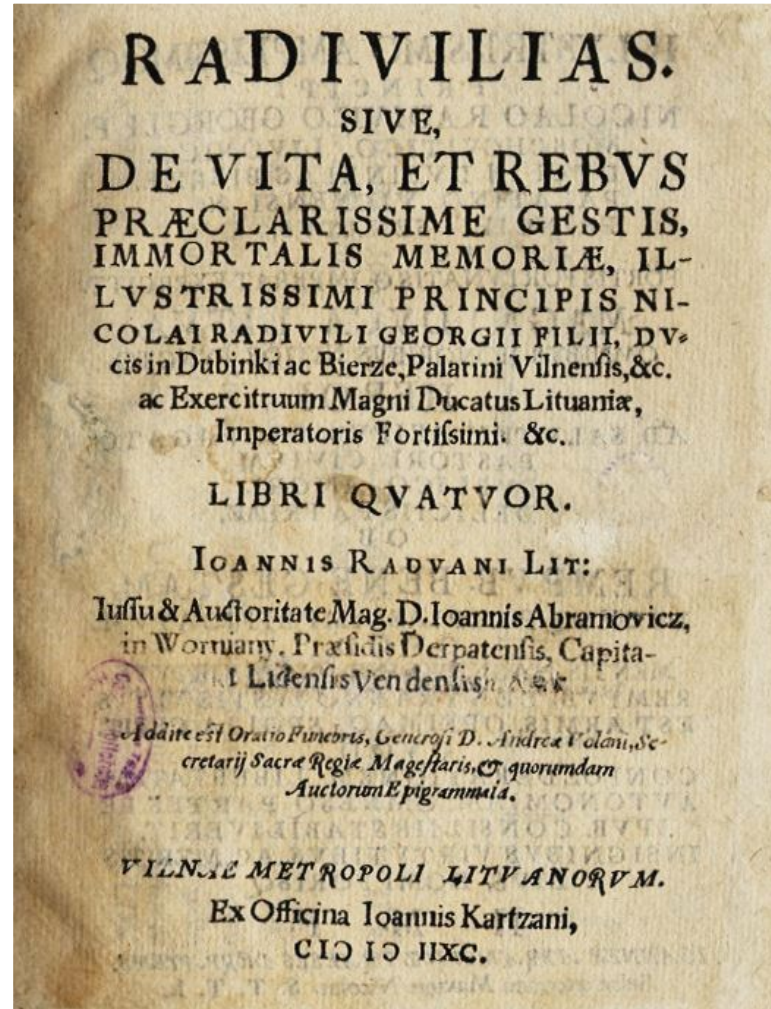 RADIVILIAS.
SIVE,
DE VITA, ET REBVS
PRÆCLARISSIME GESTIS,
IMMORTALIS MEMORIÆ, IL-
LVSTRISSIMI PRINCIPIS NI-
COLAI RADIVILI GEORGII FILII, DV-
cis in Dubinki ac Bierze, Palatini Vilnenſis, &c.
ac Exercituum Magni Ducatus Lituaniæ,
Imperatoris Fortiſsimi. &c.
LIBRI QVATVOR.
IOANNIS RADVANI LIT:
Iuſſu & Auctoritate Mag. D. Ioannis Abramovicz,
in Worniany. Præſidis Derpatenſis, Capita-
Lidenſis Vendenſis
Addita eſt Oratio Funebris, Generoſi D. Andreæ Volani, Se-
cretarij Sacræ Regiæ Mageſtatis, & quorumdam
Auctorum Epigrammata.
VILNAE METROPOLI LITVANORVM.
Ex Officina Ioannis Kartzani,
CIƆ IƆ IIXC.